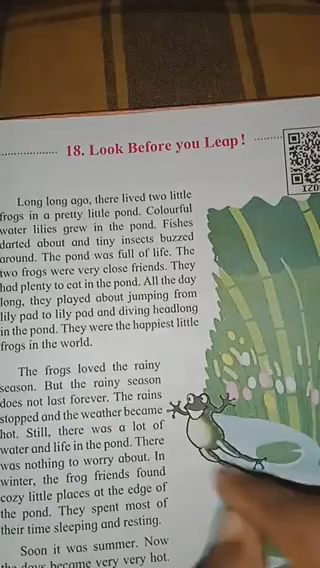 18. Look Before you Leap!
IZO
Long long ago, there lived two little
frogs in a pretty little pond. Colourful
water lilies grew in the pond. Fishes
darted about and tiny insects buzzed
around. The pond was full of life. The
two frogs were very close friends. They
had plenty to eat in the pond. All the day
long, they played about jumping from
lily pad to lily pad and diving headlong
in the pond. They were the happiest little
frogs in the world.
The frogs loved the rainy
season. But the rainy season
does not last forever. The rains
stopped and the weather became
hot. Still, there was a lot of
water and life in the pond. There
was nothing to worry about. In
winter, the frog friends found
cozy little places at the edge of
the pond. They spent most of
their time sleeping and resting.
Soon it was summer. Now
the days became very very hot.